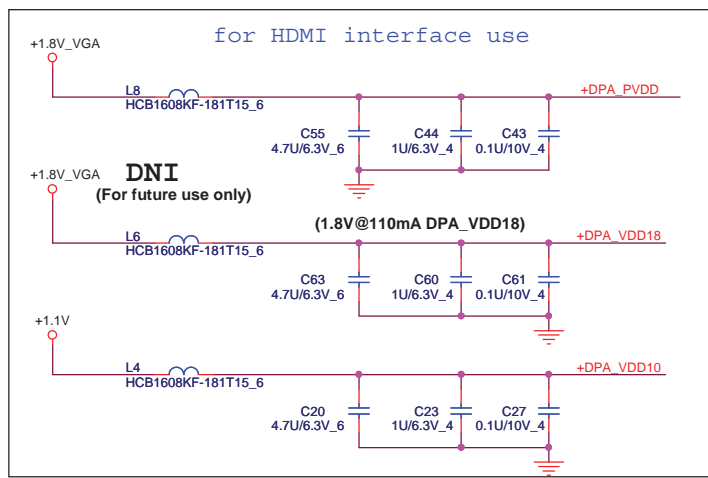 for HDMI interface use
+1.8V_VGA
L8
HCB1608KF-181T15_6
+DPA_PVDD
C55
4.7U/6.3V_6
C44
1U/6.3V_4
C43
0.1U/10V_4
DNI
(For future use only)
+1.8V_VGA
L6
HCB1608KF-181T15_6
(1.8V@110mA DPA_VDD18)
+DPA_VDD18
C63
4.7U/6.3V_6
C60
1U/6.3V_4
C61
0.1U/10V_4
+1.1V
L4
HCB1608KF-181T15_6
+DPA_VDD10
C20
4.7U/6.3V_6
C23
1U/6.3V_4
C27
0.1U/10V_4